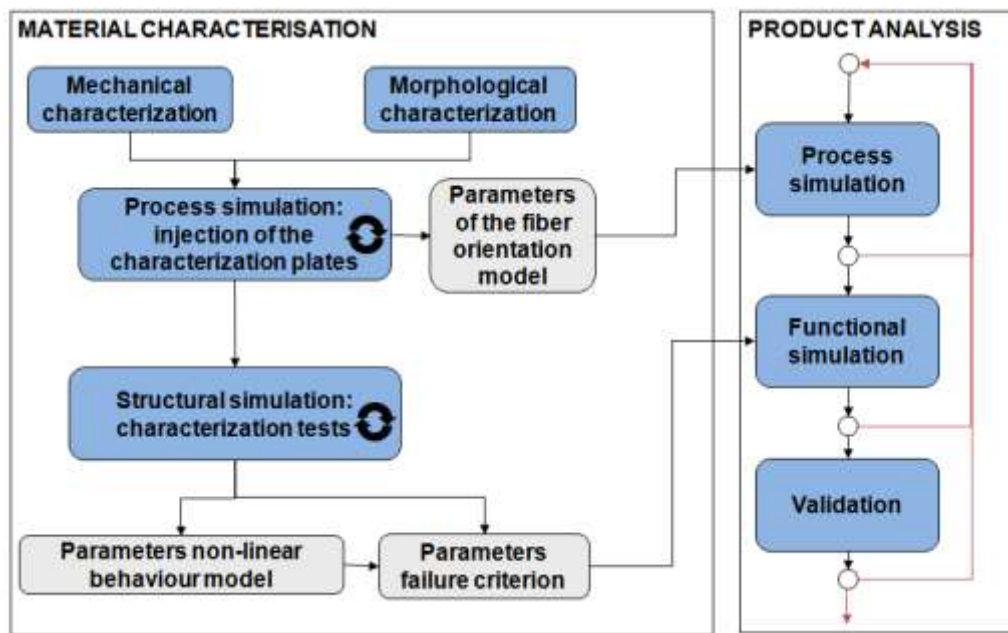 MATERIAL CHARACTERISATION
Mechanical
characterization
Morphological
characterization
Process simulation:
injection of the
characterization plates
Parameters
of the fiber
orientation
model
Structural simulation:
characterization tests
Parameters non-linear
behaviour model
Parameters
failure criterion
PRODUCT ANALYSIS
Process
simulation
Functional
simulation
Validation